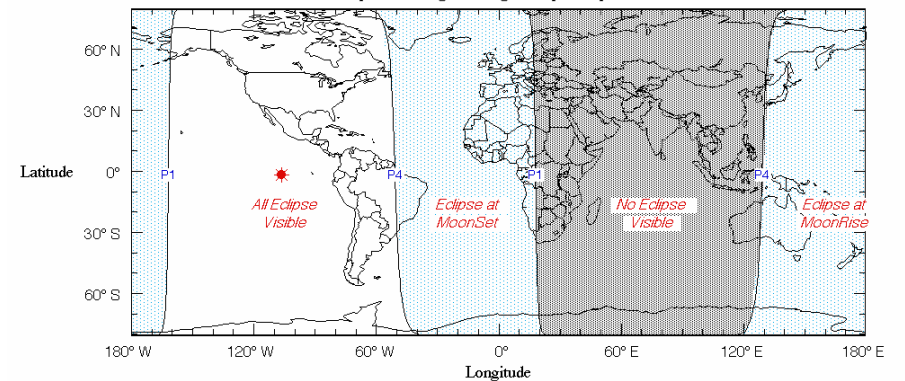 60° N
30° N
Latitude
0°
30° S
60° S
P1
P4
P1
P4
All Eclipse
Visible
Eclipse at
MoonSet
No Eclipse
Visible
Eclipse at
MoonRise
180° W
120° W
60° W
0°
60° E
120° E
180° E
Longitude